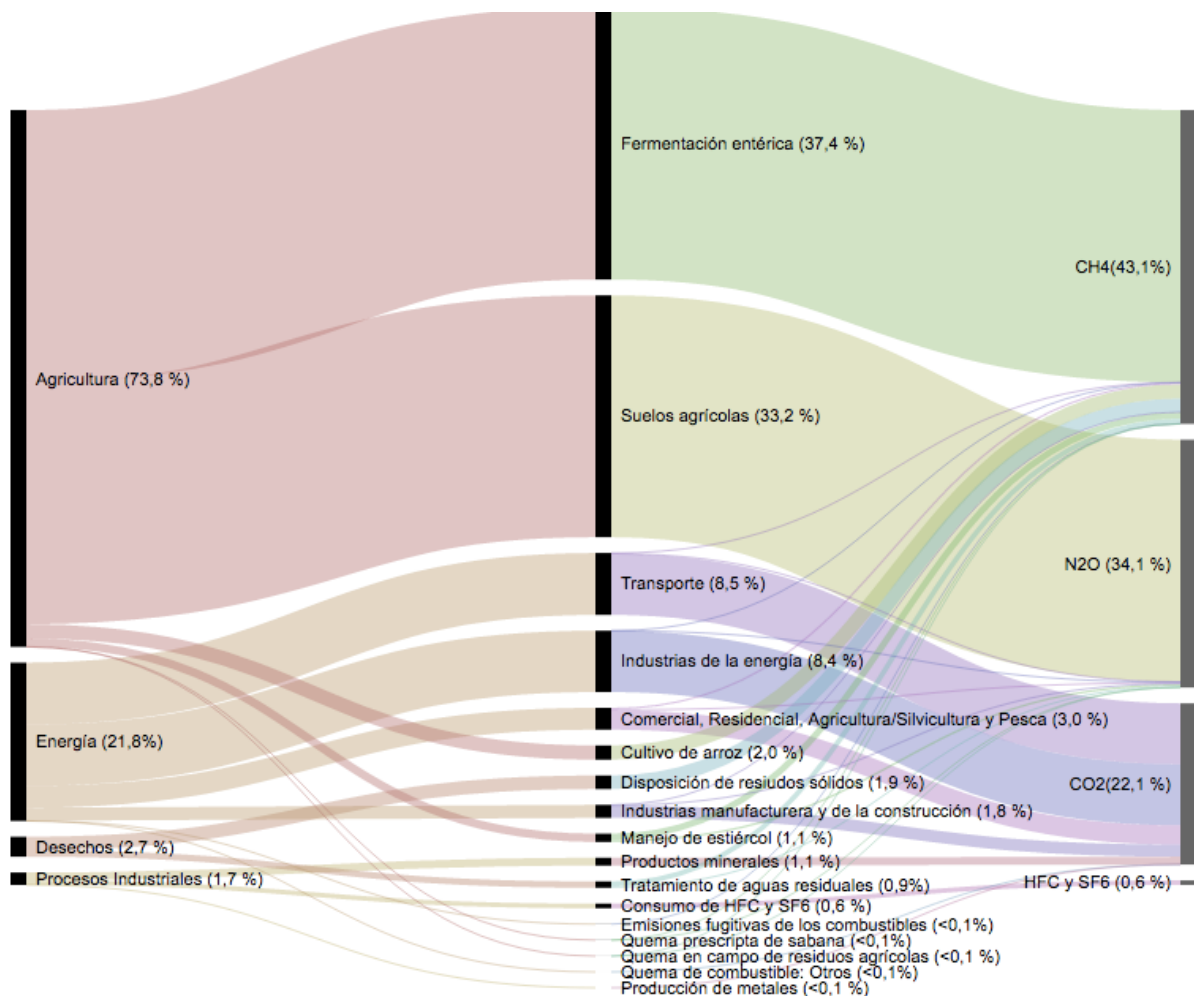 Agricultura (73,8 %)
Energía (21,8%)
Desechos (2,7 %)
Procesos Industriales (1,7 %)
Fermentación entérica (37,4 %)
Suelos agrícolas (33,2 %)
Transporte (8,5 %)
Industrias de la energía (8,4 %)
Comercial, Residencial, Agricultura/Silvicultura y Pesca (3,0 %)
Cultivo de arroz (2,0 %)
Disposición de resiudos sólidos (1,9 %)
Industrias manufacturera y de la construcción (1,8 %)
Manejo de estiércol (1,1 %)
Productos minerales (1,1 %)
Tratamiento de aguas residuales (0,9%)
Consumo de HFC y SF6 (0,6 %)
Emisiones fugitivas de los combustibles (<0,1%)
Quema prescripta de sabana (<0,1%)
Quema en campo de residuos agrícolas (<0,1 %)
Quema de combustible: Otros (<0,1%)
Producción de metales (<0,1 %)
CH4(43,1%)
N2O (34,1 %)
CO2(22,1 %)
HFC y SF6 (0,6 %)